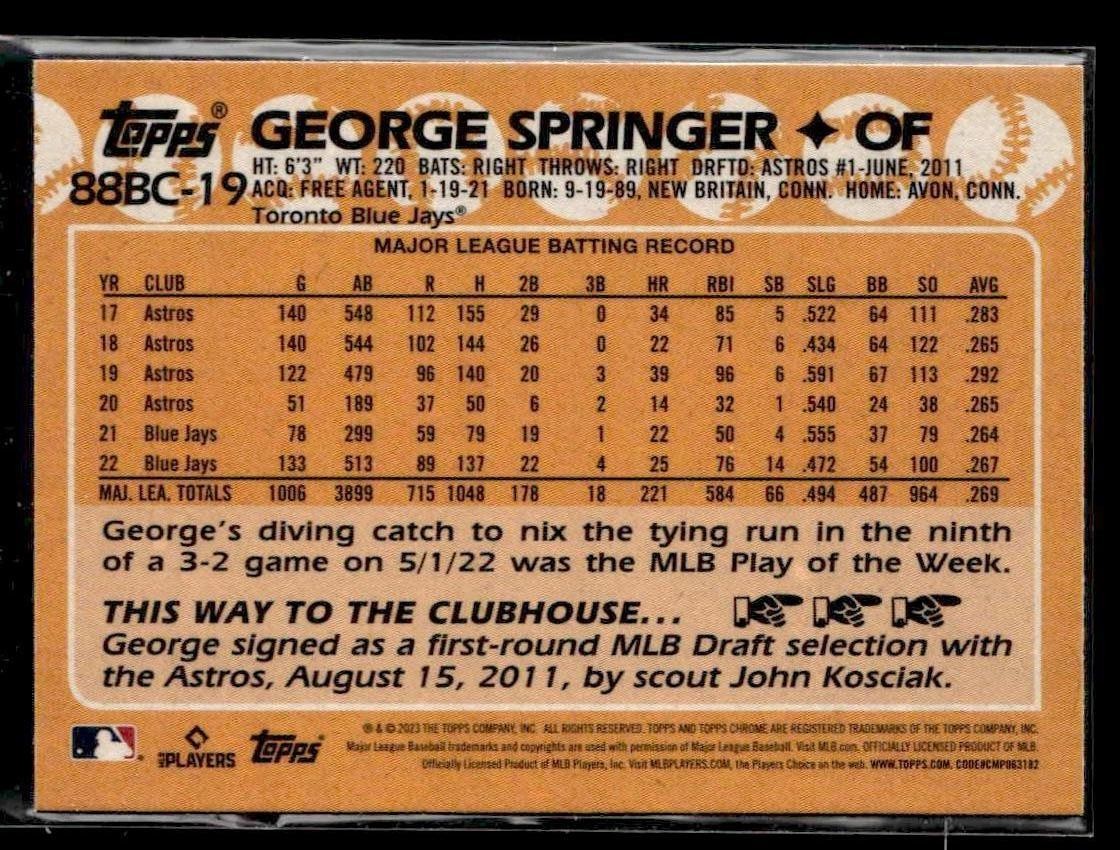 Topps®
GEORGE SPRINGER ✦ OF
88BC-19
HT: 6'3" WT: 220 BATS: RIGHT THROWS: RIGHT DRFTD: ASTROS #1-JUNE, 2011
ACQ: FREE AGENT, 1-19-21 BORN: 9-19-89, NEW BRITAIN, CONN. HOME: AVON, CONN.
Toronto Blue Jays®
MAJOR LEAGUE BATTING RECORD
YR CLUB G AB R H 2B 3B HR RBI SB SLG BB SO AVG
17 Astros 140 548 112 155 29 0 34 85 5 .522 64 111 .283
18 Astros 140 544 102 144 26 0 22 71 6 .434 64 122 .265
19 Astros 122 479 96 140 20 3 39 96 6 .591 67 113 .292
20 Astros 51 189 37 50 6 2 14 32 1 .540 24 38 .265
21 Blue Jays 78 299 59 79 19 1 22 50 4 .555 37 79 .264
22 Blue Jays 133 513 89 137 22 4 25 76 14 .472 54 100 .267
MAJ. LEA. TOTALS 1006 3899 715 1048 178 18 221 584 66 .494 487 964 .269
George's diving catch to nix the tying run in the ninth
of a 3-2 game on 5/1/22 was the MLB Play of the Week.
THIS WAY TO THE CLUBHOUSE...
George signed as a first-round MLB Draft selection with
the Astros, August 15, 2011, by scout John Kosciak.
MLB PLAYERS
Topps
® & © 2023 THE TOPPS COMPANY, INC. ALL RIGHTS RESERVED. TOPPS AND TOPPS CHROME ARE REGISTERED TRADEMARKS OF THE TOPPS COMPANY, INC.
Major League Baseball trademarks and copyrights are used with permission of Major League Baseball. Visit MLB.com. OFFICIALLY LICENSED PRODUCT OF MLB.
Officially Licensed Product of MLB Players, Inc. Visit MLBPLAYERS.COM, the Players Choice on the web. WWW.TOPPS.COM. CODE#CMP063182